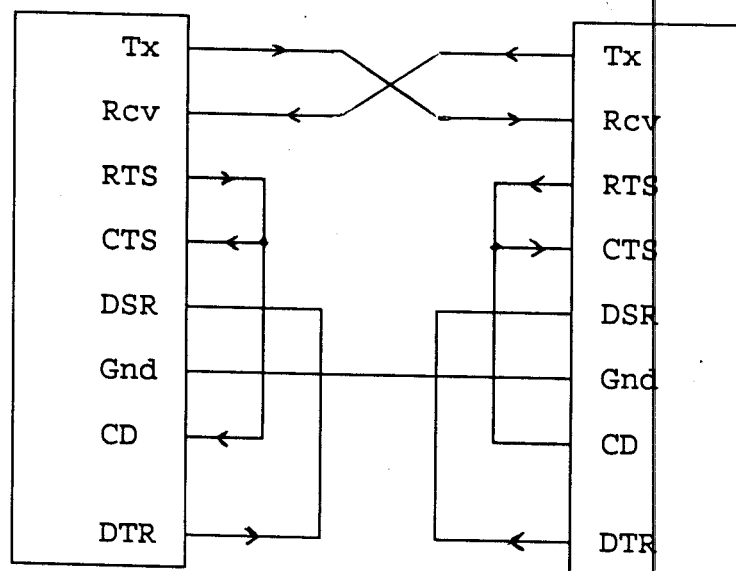 Tx Tx
Rcv Rcv
RTS RTS
CTS CTS
DSR DSR
Gnd Gnd
CD CD
DTR DTR